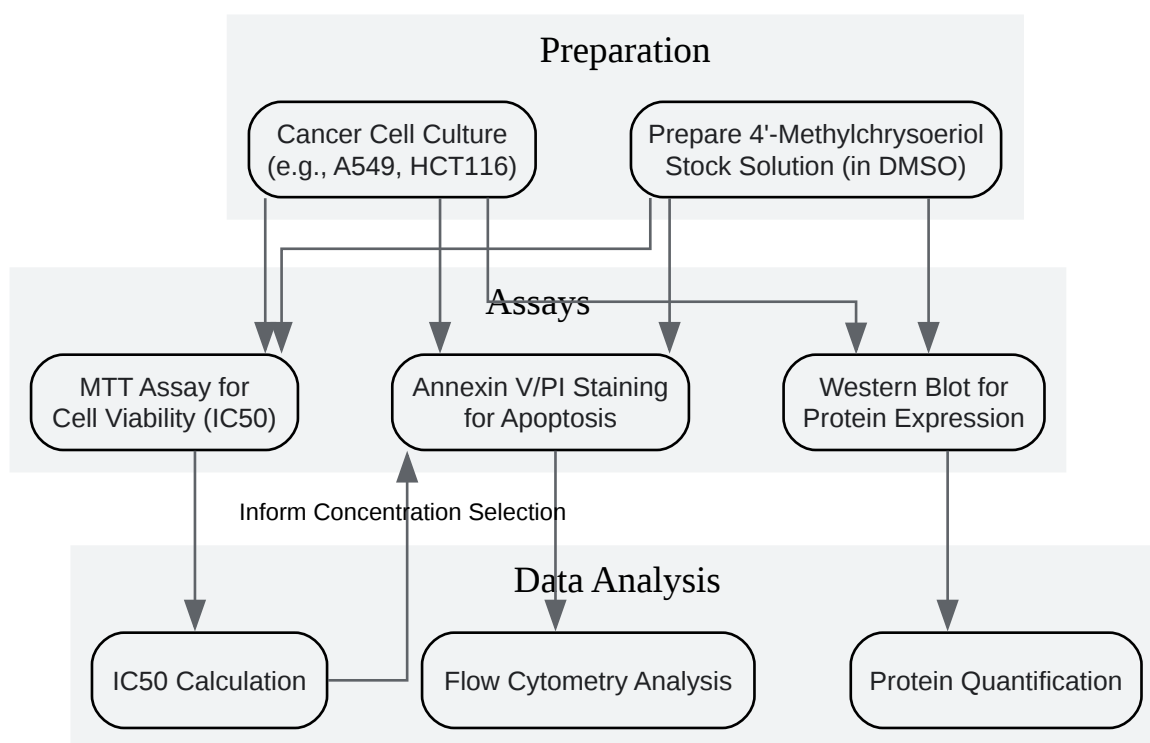 Preparation
Cancer Cell Culture
(e.g., A549, HCT116)
Prepare 4'-Methylchrysoeriol
Stock Solution (in DMSO)
Assays
MTT Assay for
Cell Viability (IC50)
Annexin V/PI Staining
for Apoptosis
Western Blot for
Protein Expression
Inform Concentration Selection
Data Analysis
IC50 Calculation
Flow Cytometry Analysis
Protein Quantification